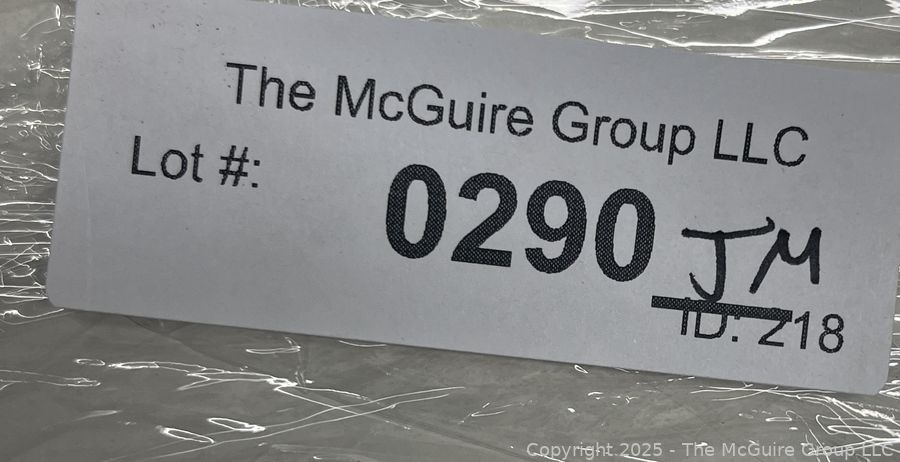 The McGuire Group LLC
Lot #:
0290 JM
ID: 218
Copyright 2025 - The McGuire Group LLC